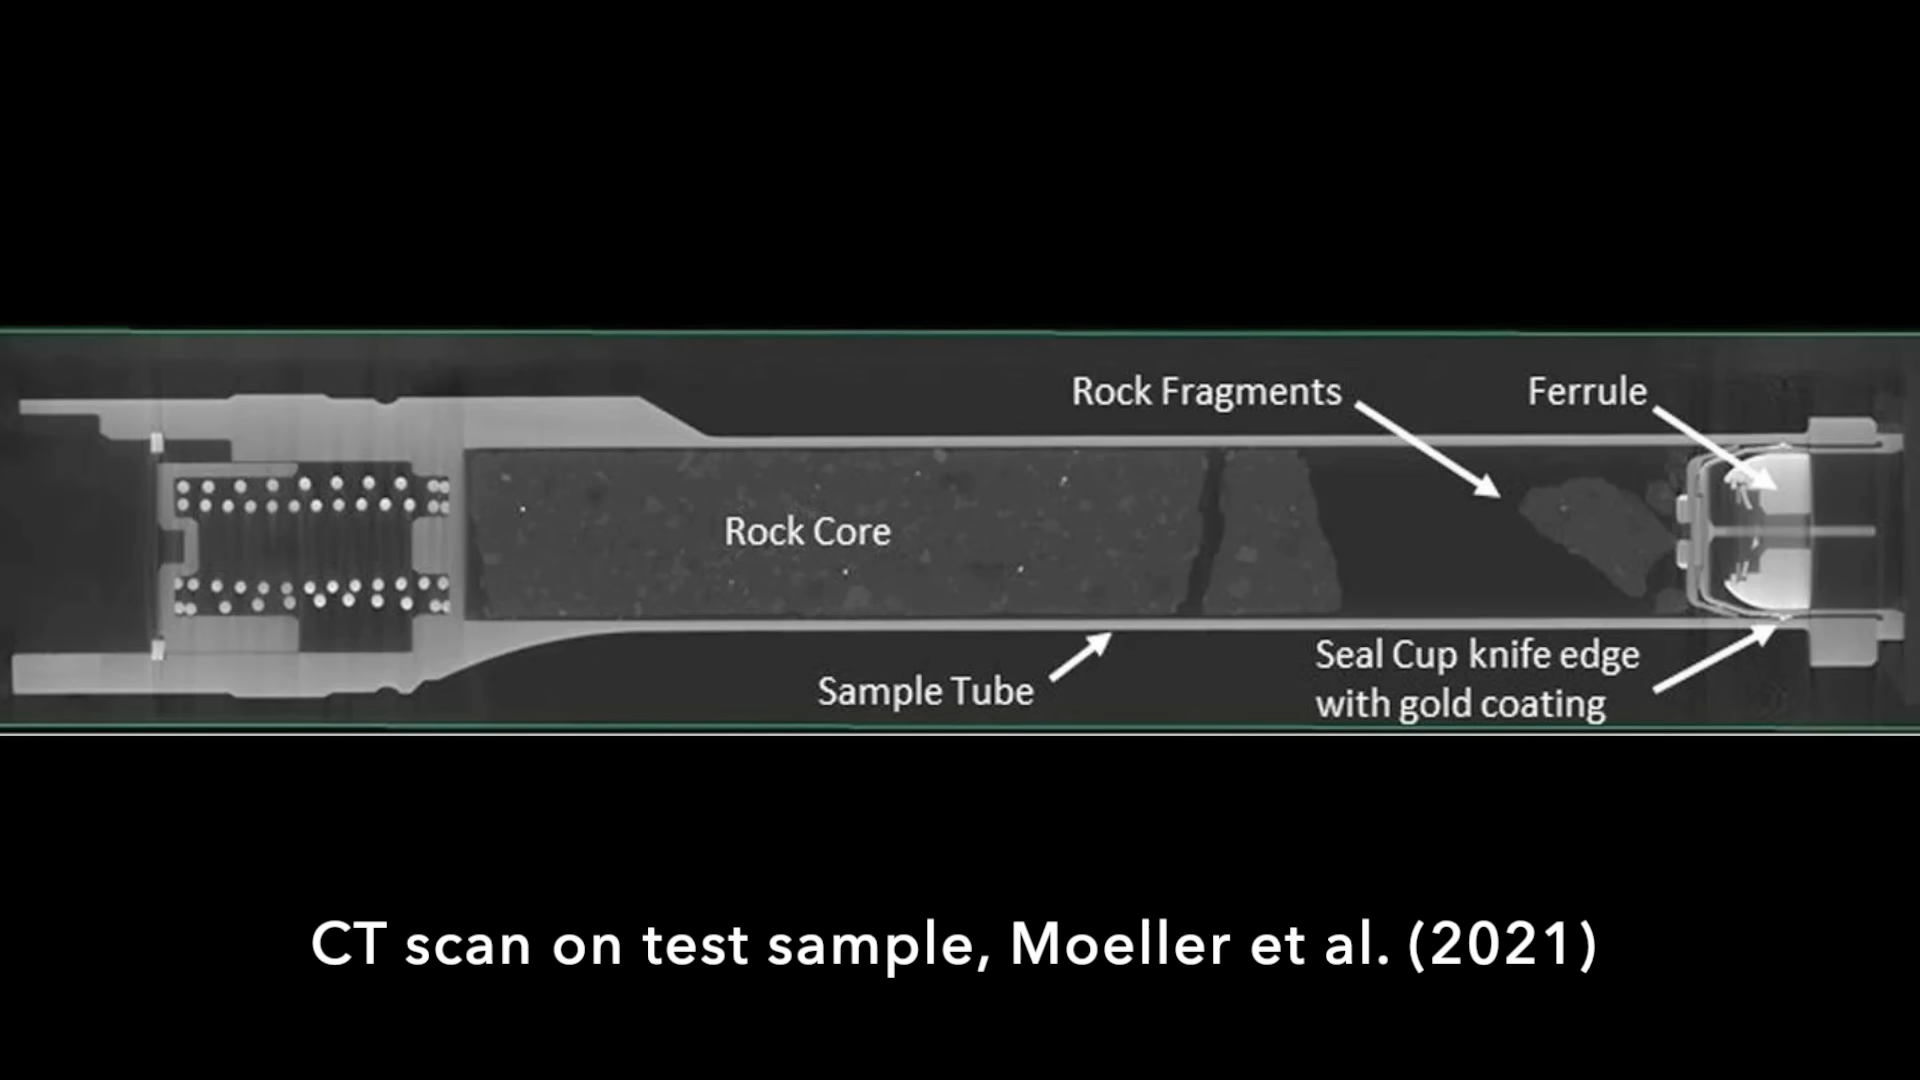 Rock Fragments
Ferrule
Rock Core
Sample Tube
Seal Cup knife edge
with gold coating
CT scan on test sample, Moeller et al. (2021)